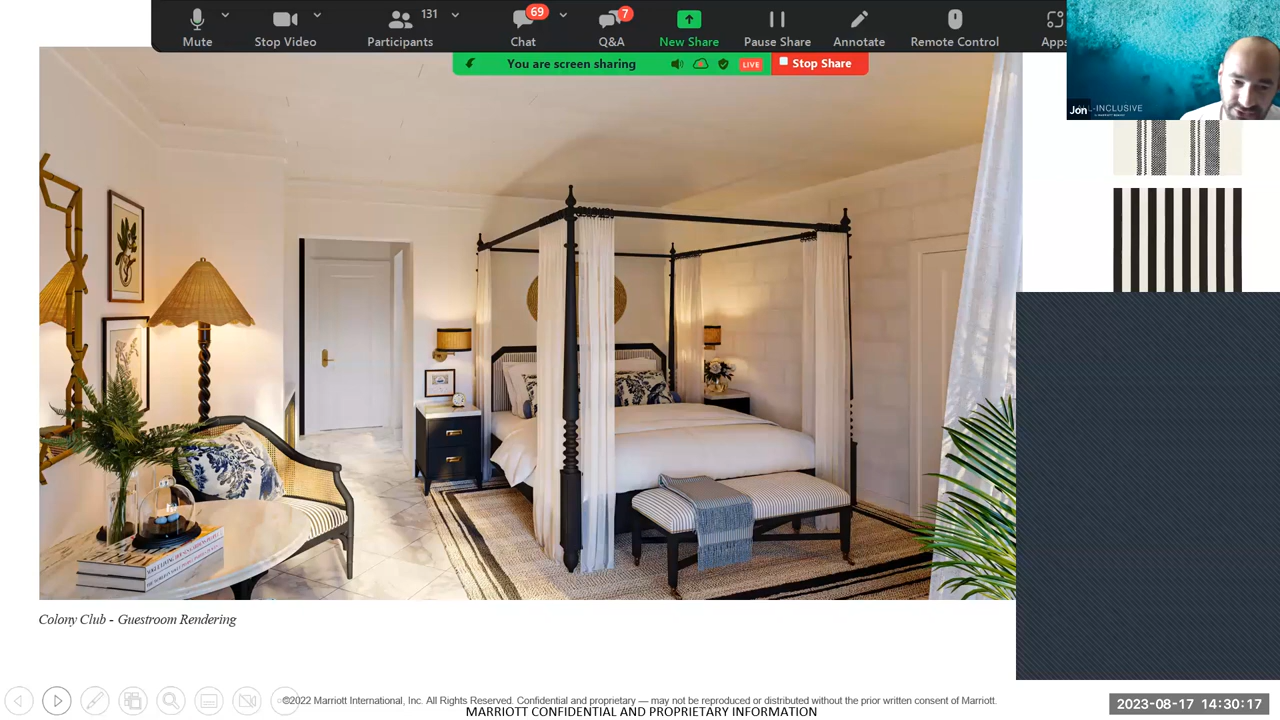 131
69
7
Mute
Stop Video
Participants
Chat
Q&A
New Share
Pause Share
Annotate
Remote Control
Apps
You are screen sharing
LIVE
Stop Share
Jon
-INCLUSIVE
Colony Club - Guestroom Rendering
©2022 Marriott International, Inc. All Rights Reserved. Confidential and proprietary — may not be reproduced or distributed without the prior written consent of Marriott.
MARRIOTT CONFIDENTIAL AND PROPRIETARY INFORMATION
2023-08-17 14:30:17